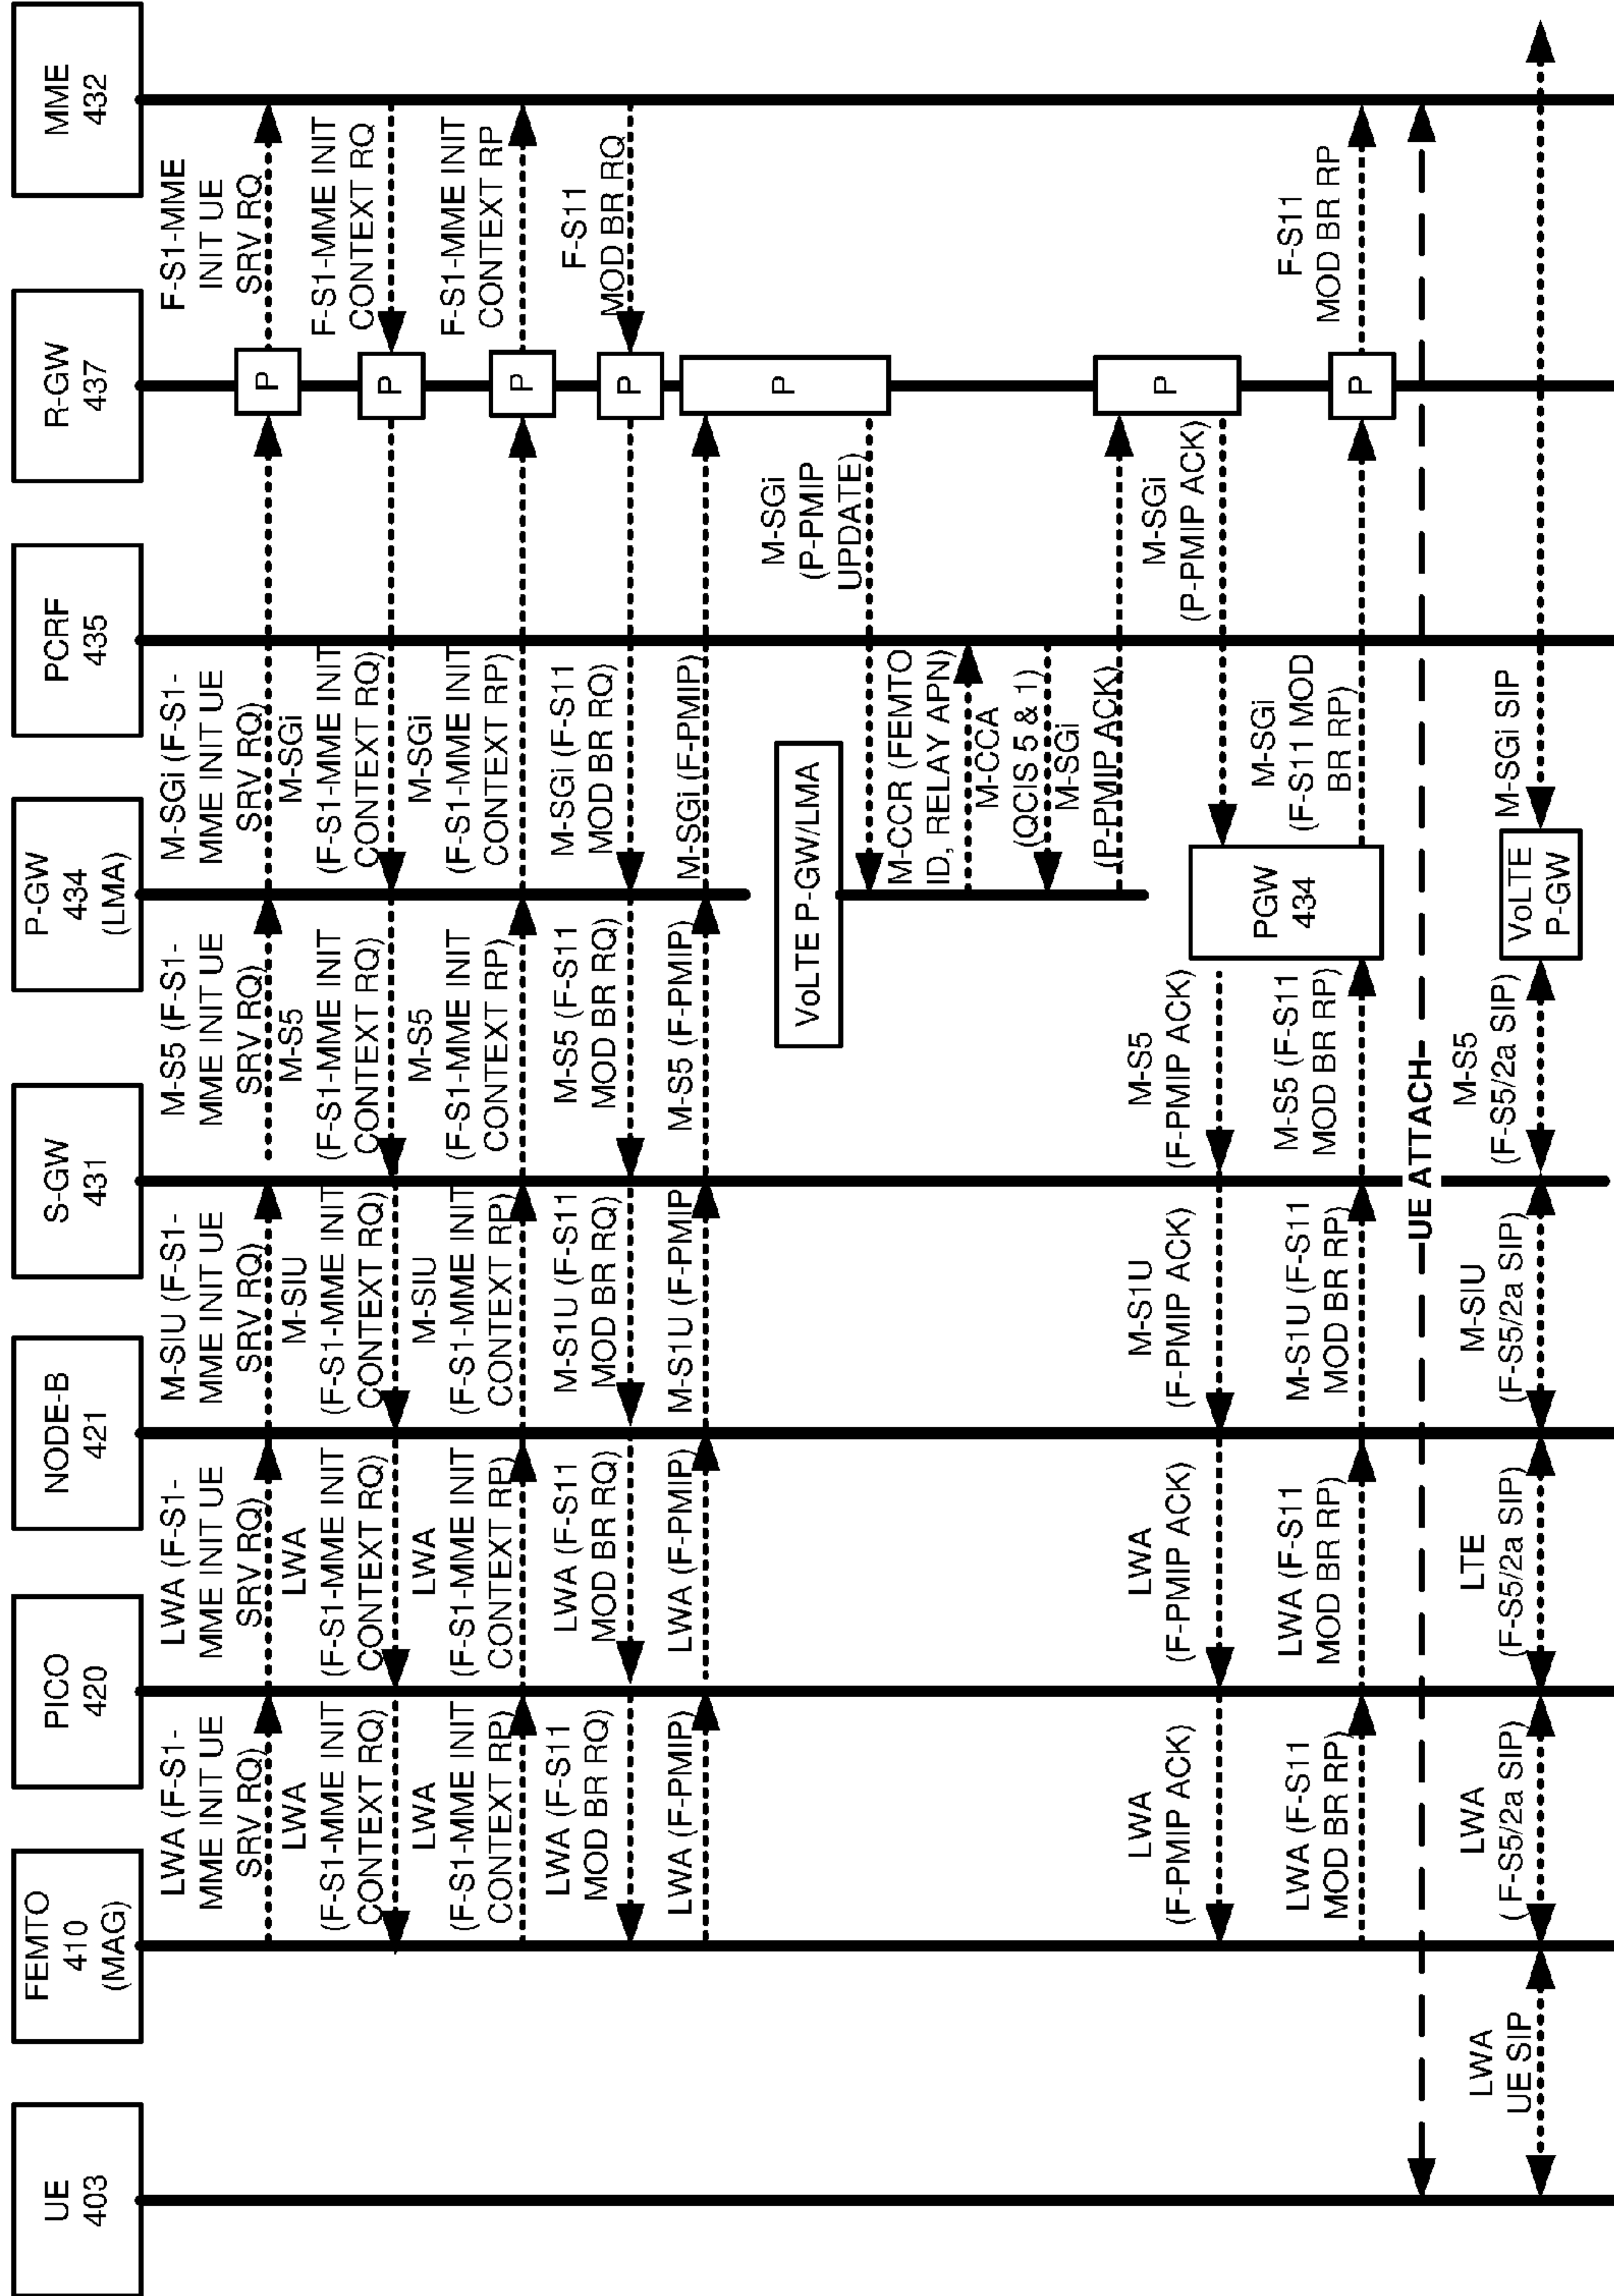 UE
403
FEMTO
410
(MAG)
PICO
420
NODE-B
421
S-GW
431
P-GW
434
(LMA)
PCRF
435
R-GW
437
MME
432
LWA (F-S1-
MME INIT UE
SRV RQ)
LWA (F-S1-
MME INIT UE
SRV RQ)
M-SIU (F-S1-
MME INIT UE
SRV RQ)
M-S5 (F-S1-
MME INIT UE
SRV RQ)
M-SGi (F-S1-
MME INIT UE
SRV RQ)
P
F-S1-MME
INIT UE
SRV RQ
LWA
(F-S1-MME INIT
CONTEXT RQ)
LWA
(F-S1-MME INIT
CONTEXT RQ)
M-SIU
(F-S1-MME INIT
CONTEXT RQ)
M-S5
(F-S1-MME INIT
CONTEXT RQ)
M-SGi
(F-S1-MME INIT
CONTEXT RQ)
P
F-S1-MME INIT
CONTEXT RQ
LWA
(F-S1-MME INIT
CONTEXT RP)
LWA
(F-S1-MME INIT
CONTEXT RP)
M-SIU
(F-S1-MME INIT
CONTEXT RP)
M-S5
(F-S1-MME INIT
CONTEXT RP)
M-SGi
(F-S1-MME INIT
CONTEXT RP)
P
F-S1-MME INIT
CONTEXT RP
LWA (F-S11
MOD BR RQ)
LWA (F-S11
MOD BR RQ)
M-S1U (F-S11
MOD BR RQ)
M-S5 (F-S11
MOD BR RQ)
M-SGi (F-S11
MOD BR RQ)
P
F-S11
MOD BR RQ
LWA (F-PMIP)
LWA (F-PMIP)
M-S1U (F-PMIP
M-S5 (F-PMIP)
M-SGi (F-PMIP)
P
VoLTE P-GW/LMA
M-SGi
(P-PMIP
UPDATE)
M-CCR (FEMTO
ID, RELAY APN)
M-CCA
(QCIS 5 & 1)
M-SGi
(P-PMIP ACK)
P
LWA
(F-PMIP ACK)
LWA
(F-PMIP ACK)
M-S1U
(F-PMIP ACK)
M-S5
(F-PMIP ACK)
PGW
434
M-SGi
(P-PMIP ACK)
LWA (F-S11
MOD BR RP)
LWA (F-S11
MOD BR RP)
M-S1U (F-S11
MOD BR RP)
M-S5 (F-S11
MOD BR RP)
M-SGi
(F-S11 MOD
BR RP)
P
F-S11
MOD BR RP
UE ATTACH
LWA
UE SIP
LWA
(F-S5/2a SIP)
LTE
(F-S5/2a SIP)
M-SIU
(F-S5/2a SIP)
M-S5
(F-S5/2a SIP)
VoLTE
P-GW
M-SGi SIP